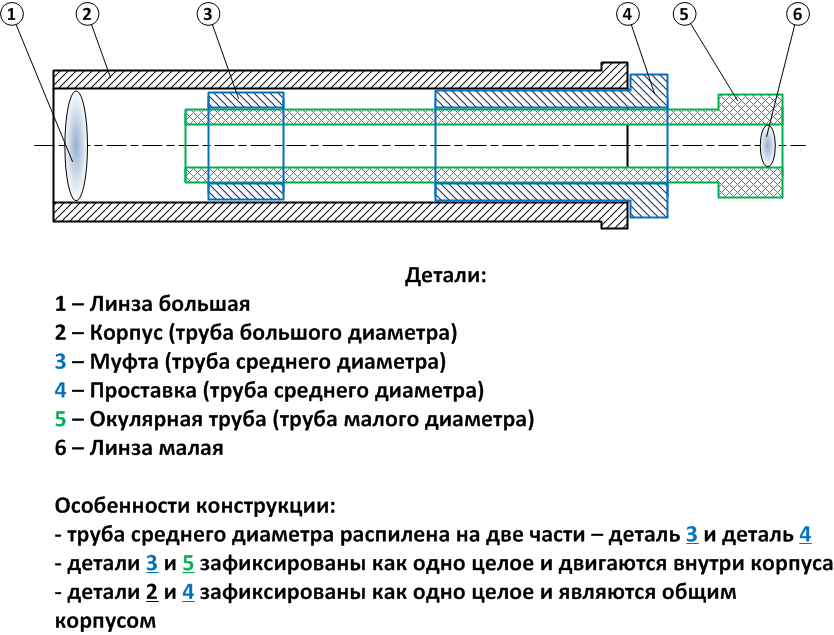 1 2 3 4 5 6
Детали:
1 – Линза большая
2 – Корпус (труба большого диаметра)
3 – Муфта (труба среднего диаметра)
4 – Проставка (труба среднего диаметра)
5 – Окулярная труба (труба малого диаметра)
6 – Линза малая
Особенности конструкции:
- труба среднего диаметра распилена на две части – деталь 3 и деталь 4
- детали 3 и 5 зафиксированы как одно целое и двигаются внутри корпуса
- детали 2 и 4 зафиксированы как одно целое и являются общим
корпусом